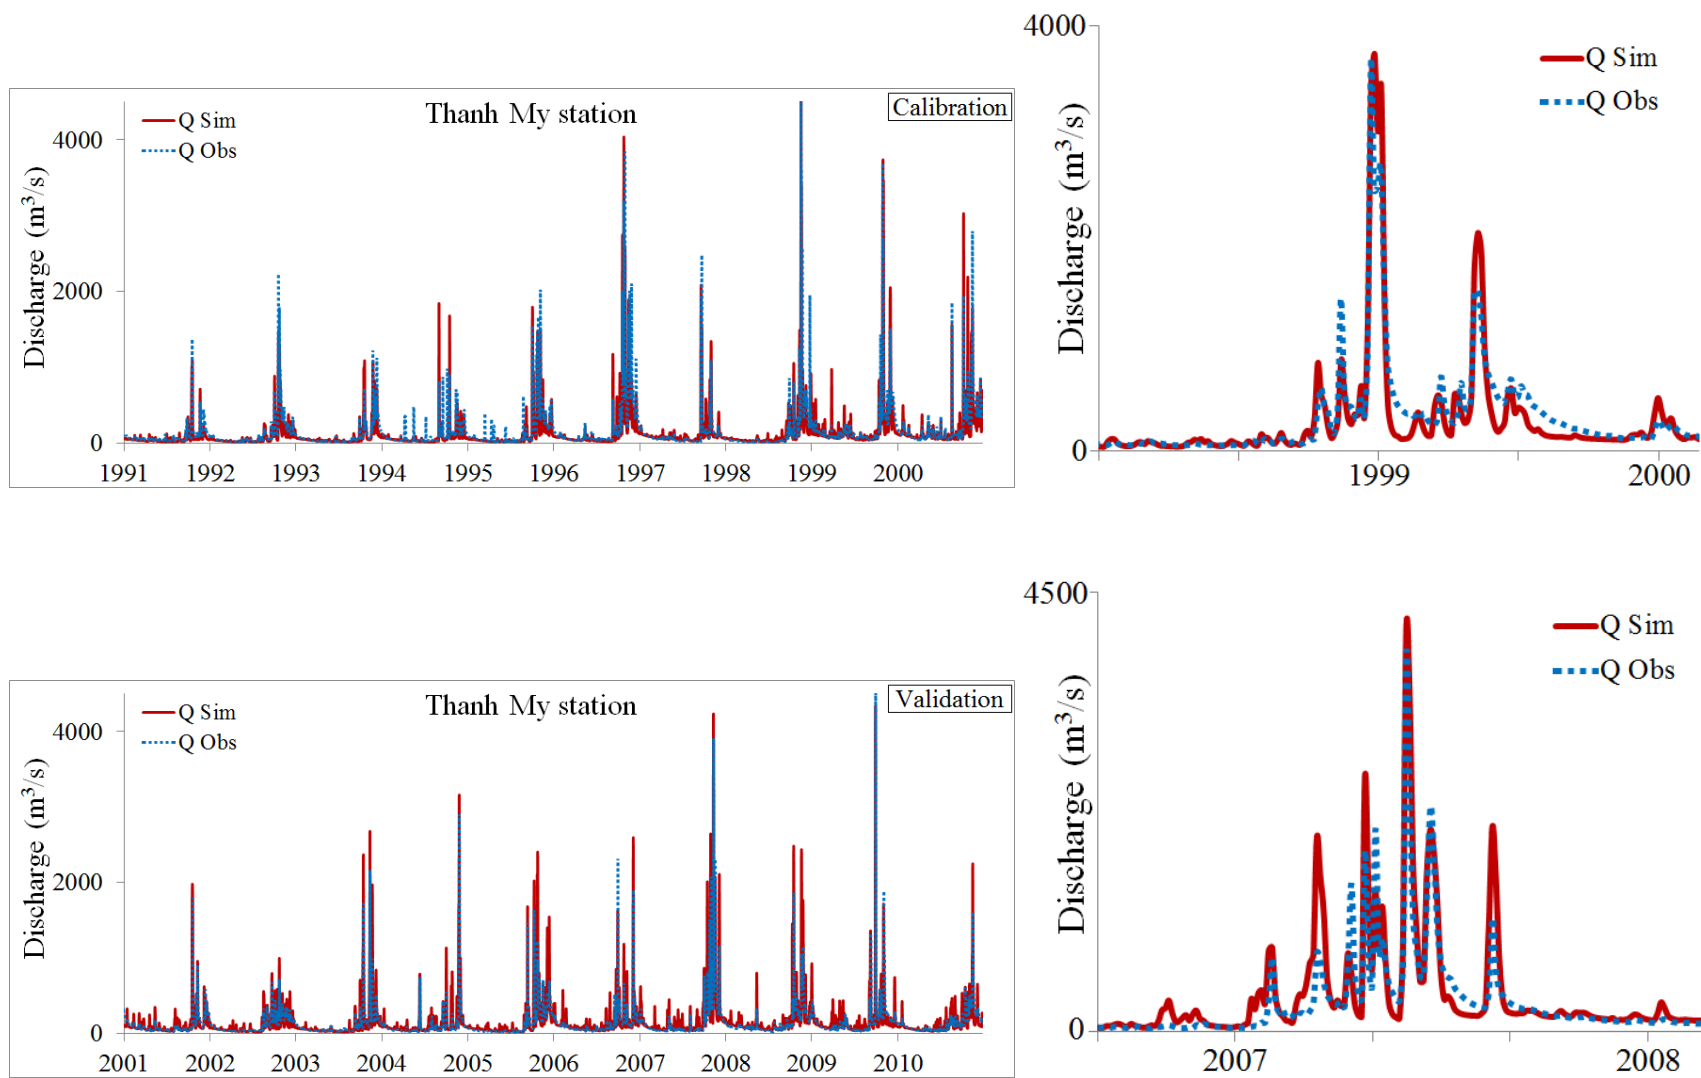 Thanh My station
Calibration
Q Sim
Q Obs
Discharge (m³/s)
4000
2000
0
1991 1992 1993 1994 1995 1996 1997 1998 1999 2000
4000
Q Sim
Q Obs
Discharge (m³/s)
0
1999 2000
Thanh My station
Validation
Q Sim
Q Obs
Discharge (m³/s)
4000
2000
0
2001 2002 2003 2004 2005 2006 2007 2008 2009 2010
4500
Q Sim
Q Obs
Discharge (m³/s)
0
2007 2008